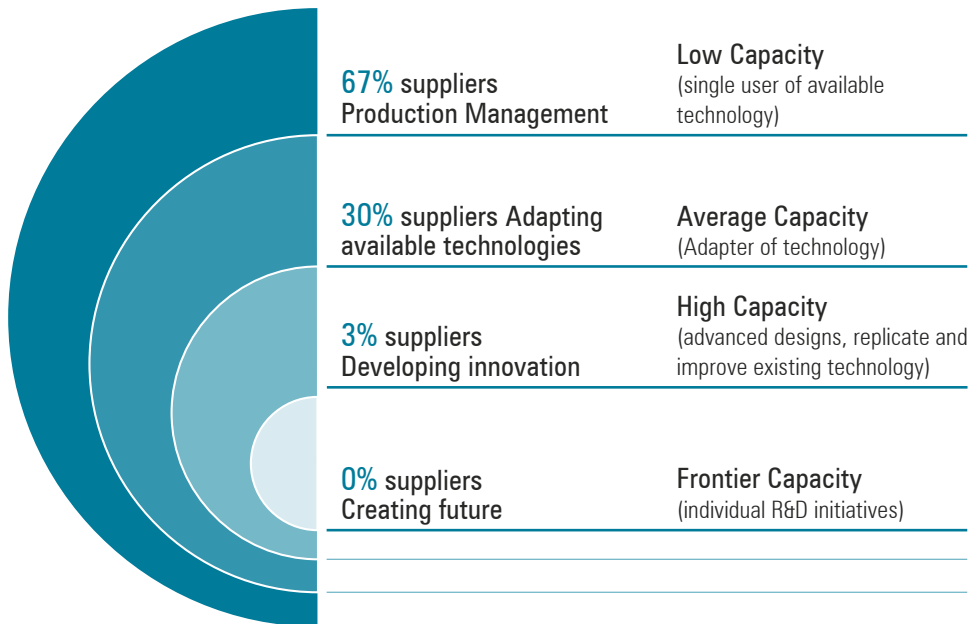 67% suppliers
Production Management
Low Capacity
(single user of available
technology)
30% suppliers Adapting
available technologies
Average Capacity
(Adapter of technology)
3% suppliers
Developing innovation
High Capacity
(advanced designs, replicate and
improve existing technology)
0% suppliers
Creating future
Frontier Capacity
(individual R&D initiatives)